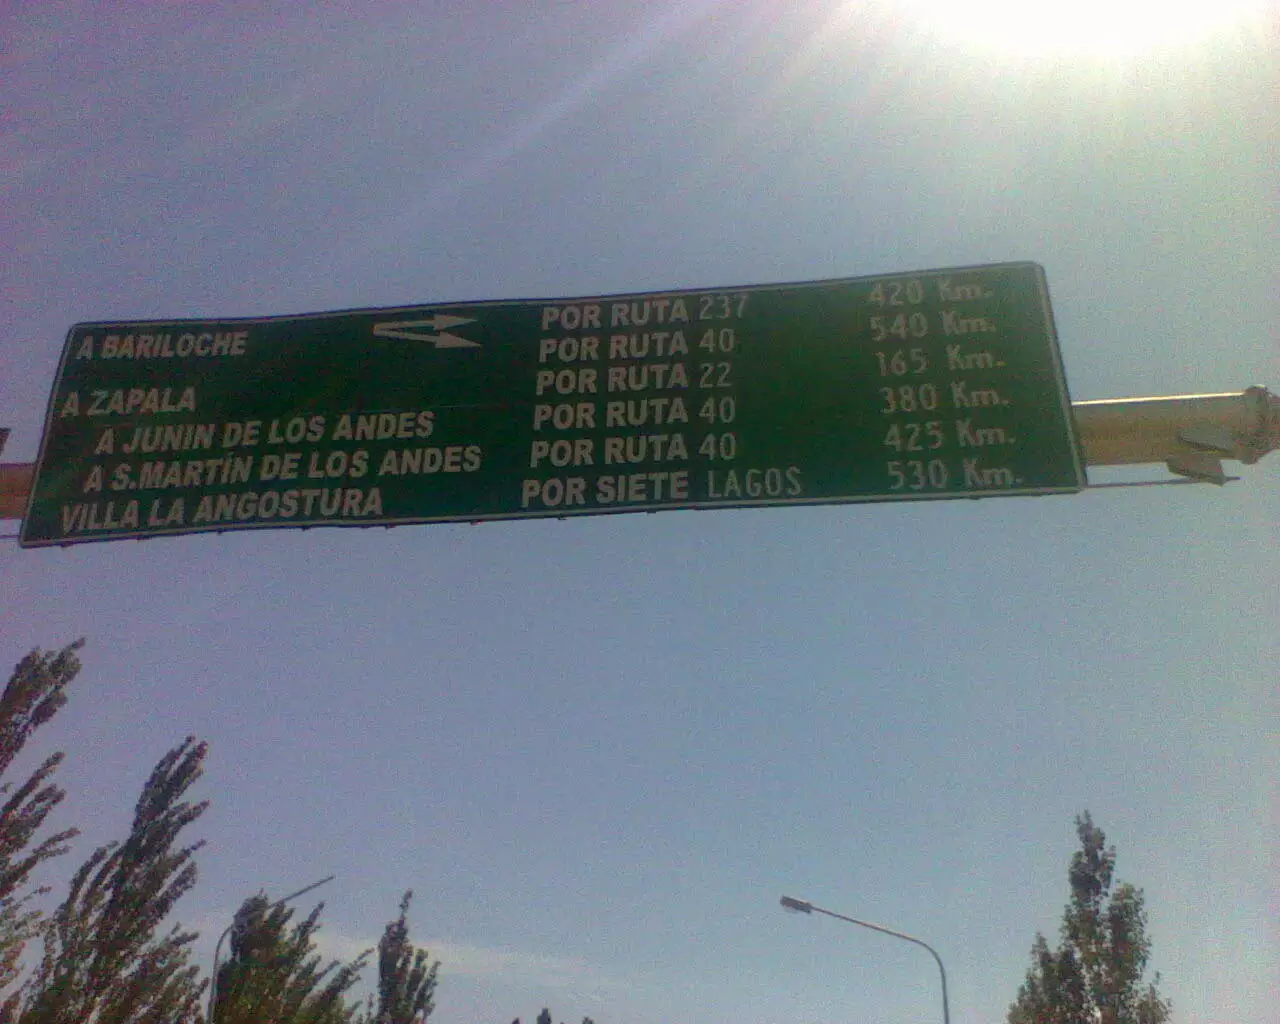 A BARILOCHE POR RUTA 237 420 Km.
POR RUTA 40 540 Km.
A ZAPALA POR RUTA 22 165 Km.
A JUNIN DE LOS ANDES POR RUTA 40 380 Km.
A S.MARTÍN DE LOS ANDES POR RUTA 40 425 Km.
VILLA LA ANGOSTURA POR SIETE LAGOS 530 Km.